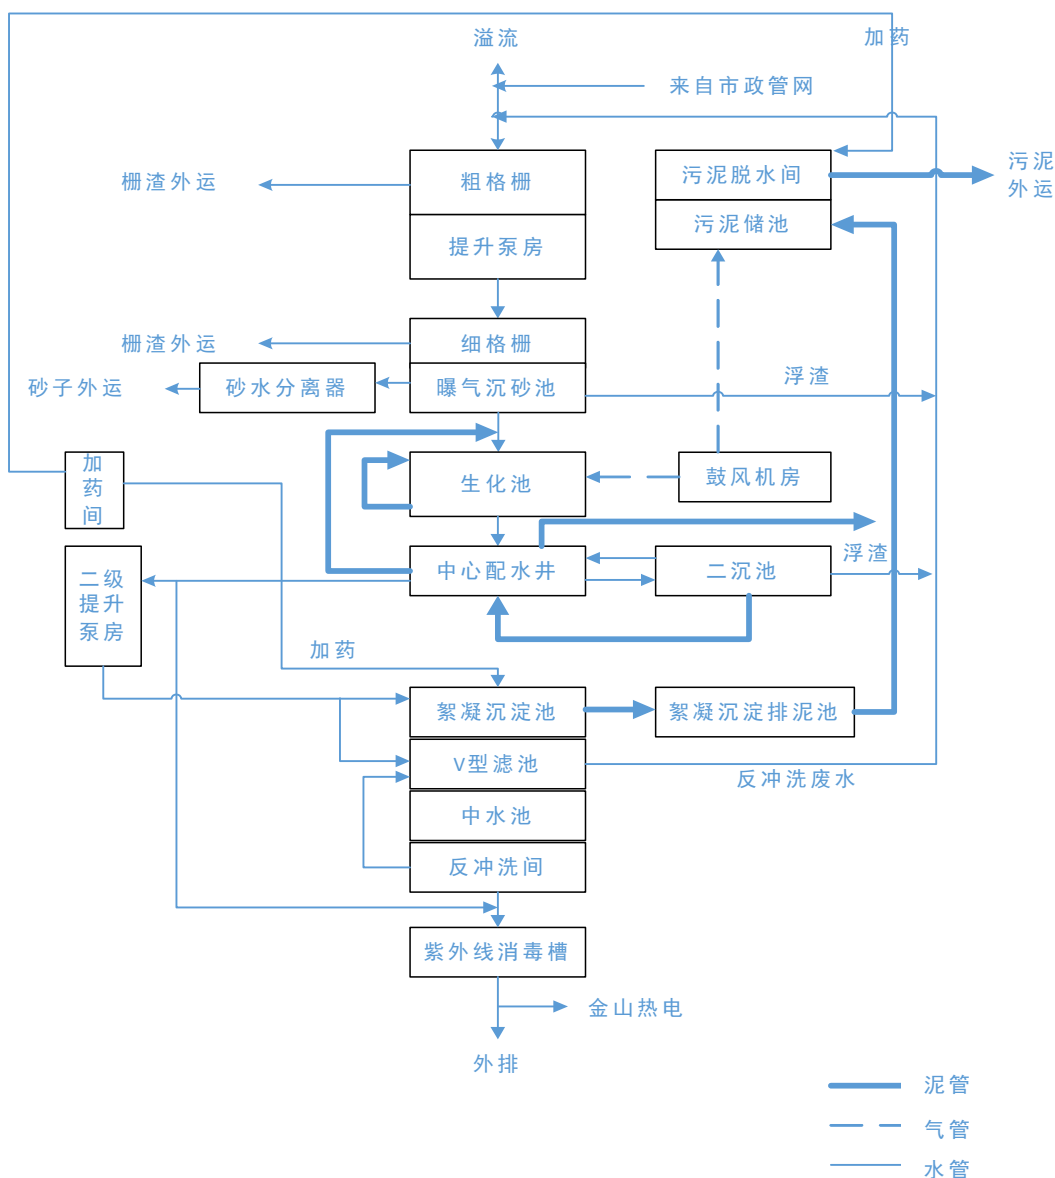 溢流
加药
来自市政管网
栅渣外运
粗格栅
污泥脱水间
污泥
外运
提升泵房
污泥储池
栅渣外运
细格栅
砂子外运
砂水分离器
曝气沉砂池
浮渣
加
药
间
生化池
鼓风机房
二级
提升
泵房
中心配水井
二沉池
浮渣
加药
絮凝沉淀池
絮凝沉淀排泥池
V型滤池
反冲洗废水
中水池
反冲洗间
紫外线消毒槽
金山热电
外排
泥管
气管
水管